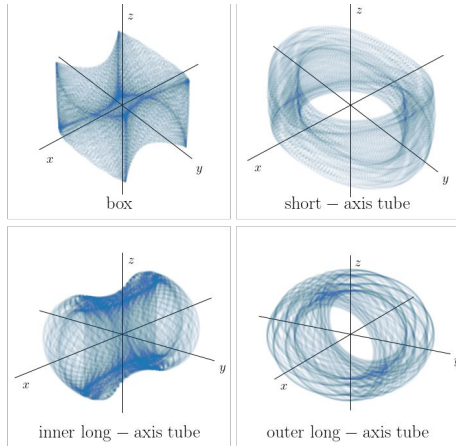 z
x
y
box
z
x
y
short – axis tube
z
x
y
inner long – axis tube
z
x
y
outer long – axis tube